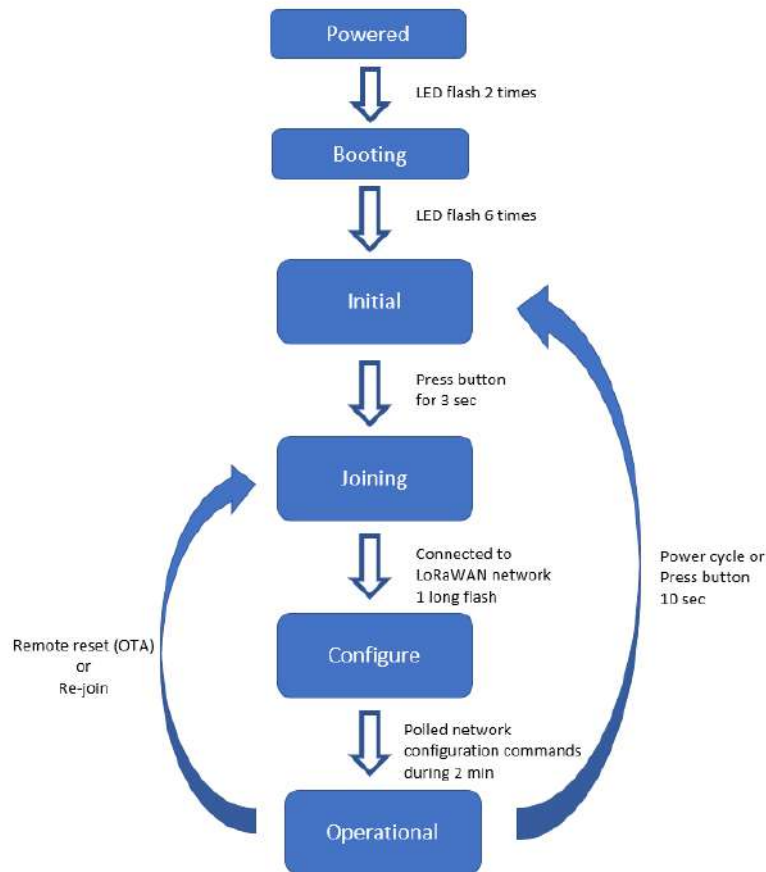 Powered
LED flash 2 times
Booting
LED flash 6 times
Initial
Press button
for 3 sec
Joining
Connected to
LoRaWAN network
1 long flash
Power cycle or
Press button
10 sec
Remote reset (OTA)
or
Re-join
Configure
Polled network
configuration commands
during 2 min
Operational